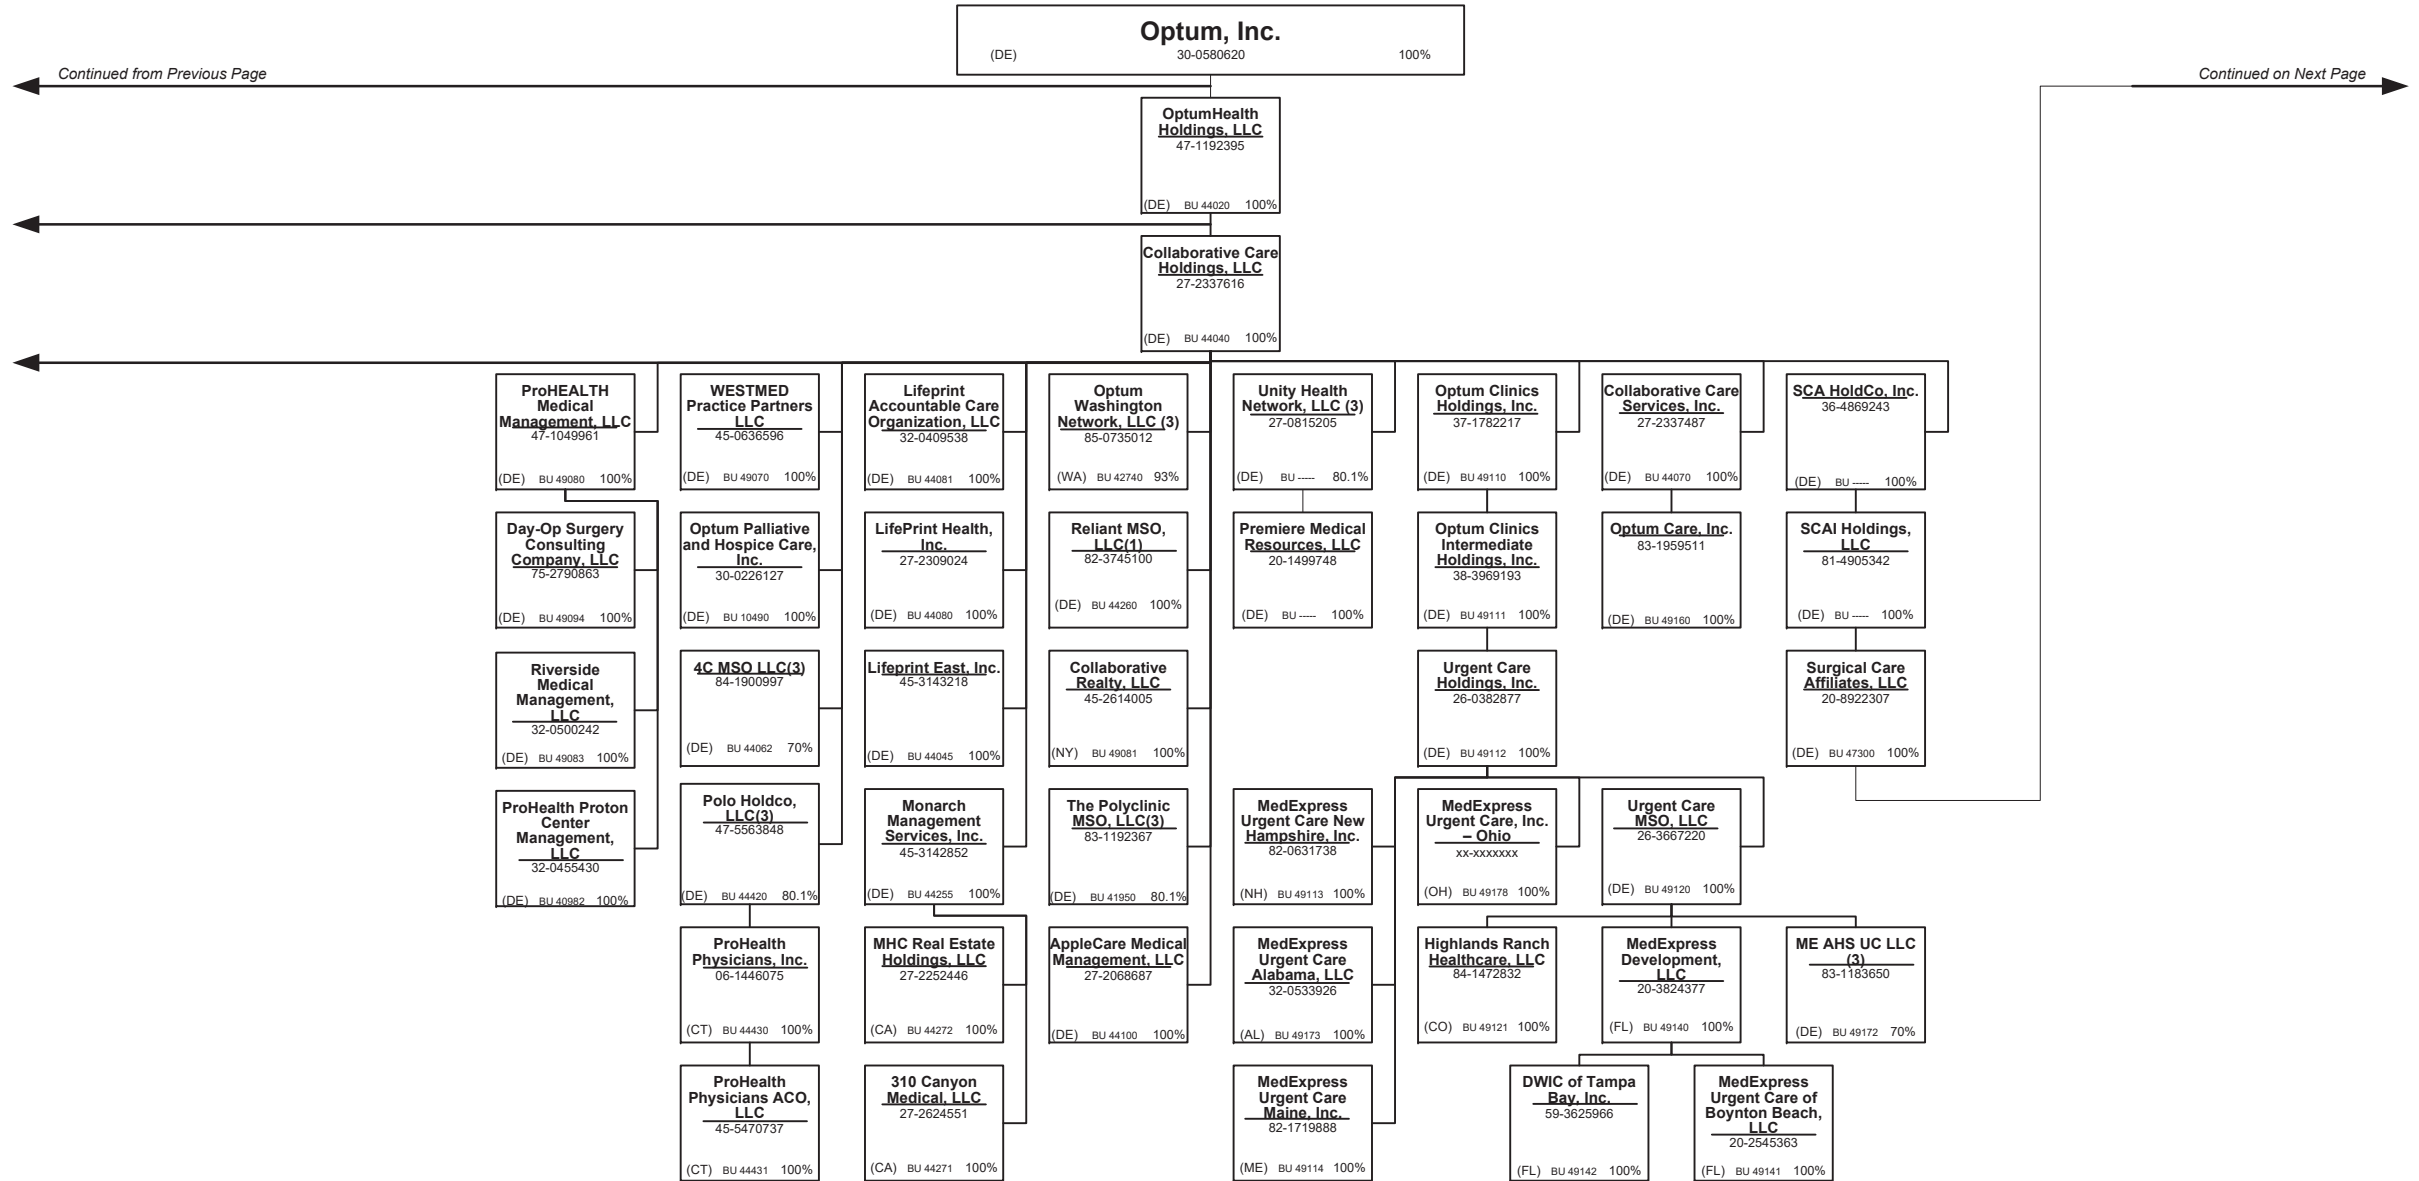 Optum, Inc.
(DE) 30-0580620 100%
Continued from Previous Page
Continued on Next Page
OptumHealth
Holdings, LLC
47-1192395
(DE) BU 44020 100%
Collaborative Care
Holdings, LLC
27-2337616
(DE) BU 44040 100%
ProHEALTH
Medical
Management, LLC
47-1049961
(DE) BU 49080 100%
WESTMED
Practice Partners
LLC
45-0636596
(DE) BU 49070 100%
Lifeprint
Accountable Care
Organization, LLC
32-0409538
(DE) BU 44081 100%
Optum
Washington
Network, LLC (3)
85-0735012
(WA) BU 42740 93%
Unity Health
Network, LLC (3)
27-0815205
(DE) BU ----- 80.1%
Optum Clinics
Holdings, Inc.
37-1782217
(DE) BU 49110 100%
Collaborative Care
Services, Inc.
27-2337487
(DE) BU 44070 100%
SCA HoldCo, Inc.
36-4869243
(DE) BU ----- 100%
Day-Op Surgery
Consulting
Company, LLC
75-2790863
(DE) BU 49094 100%
Optum Palliative
and Hospice Care,
Inc.
30-0226127
(DE) BU 10490 100%
LifePrint Health,
Inc.
27-2309024
(DE) BU 44080 100%
Reliant MSO,
LLC(1)
82-3745100
(DE) BU 44260 100%
Premiere Medical
Resources, LLC
20-1499748
(DE) BU ----- 100%
Optum Clinics
Intermediate
Holdings, Inc.
38-3969193
(DE) BU 49111 100%
Optum Care, Inc.
83-1959511
(DE) BU 49160 100%
SCAI Holdings,
LLC
81-4905342
(DE) BU ----- 100%
Riverside
Medical
Management,
LLC
32-0500242
(DE) BU 49083 100%
4C MSO LLC(3)
84-1900997
(DE) BU 44062 70%
Lifeprint East, Inc.
45-3143218
(DE) BU 44045 100%
Collaborative
Realty, LLC
45-2614005
(NY) BU 49081 100%
Urgent Care
Holdings, Inc.
26-0382877
(DE) BU 49112 100%
Surgical Care
Affiliates, LLC
20-8922307
(DE) BU 47300 100%
ProHealth Proton
Center
Management,
LLC
32-0455430
(DE) BU 40982 100%
Polo Holdco,
LLC(3)
47-5563848
(DE) BU 44420 80.1%
Monarch
Management
Services, Inc.
45-3142852
(DE) BU 44255 100%
The Polyclinic
MSO, LLC(3)
83-1192367
(DE) BU 41950 80.1%
MedExpress
Urgent Care New
Hampshire, Inc.
82-0631738
(NH) BU 49113 100%
MedExpress
Urgent Care, Inc.
– Ohio
xx-xxxxxxx
(OH) BU 49178 100%
Urgent Care
MSO, LLC
26-3667220
(DE) BU 49120 100%
ProHealth
Physicians, Inc.
06-1446075
(CT) BU 44430 100%
MHC Real Estate
Holdings, LLC
27-2252446
(CA) BU 44272 100%
AppleCare Medical
Management, LLC
27-2068687
(DE) BU 44100 100%
MedExpress
Urgent Care
Alabama, LLC
32-0533926
(AL) BU 49173 100%
Highlands Ranch
Healthcare, LLC
84-1472832
(CO) BU 49121 100%
MedExpress
Development,
LLC
20-3824377
(FL) BU 49140 100%
ME AHS UC LLC
(3)
83-1183650
(DE) BU 49172 70%
ProHealth
Physicians ACO,
LLC
45-5470737
(CT) BU 44431 100%
310 Canyon
Medical, LLC
27-2624551
(CA) BU 44271 100%
MedExpress
Urgent Care
Maine, Inc.
82-1719888
(ME) BU 49114 100%
DWIC of Tampa
Bay, Inc.
59-3625966
(FL) BU 49142 100%
MedExpress
Urgent Care of
Boynton Beach,
LLC
20-2545363
(FL) BU 49141 100%